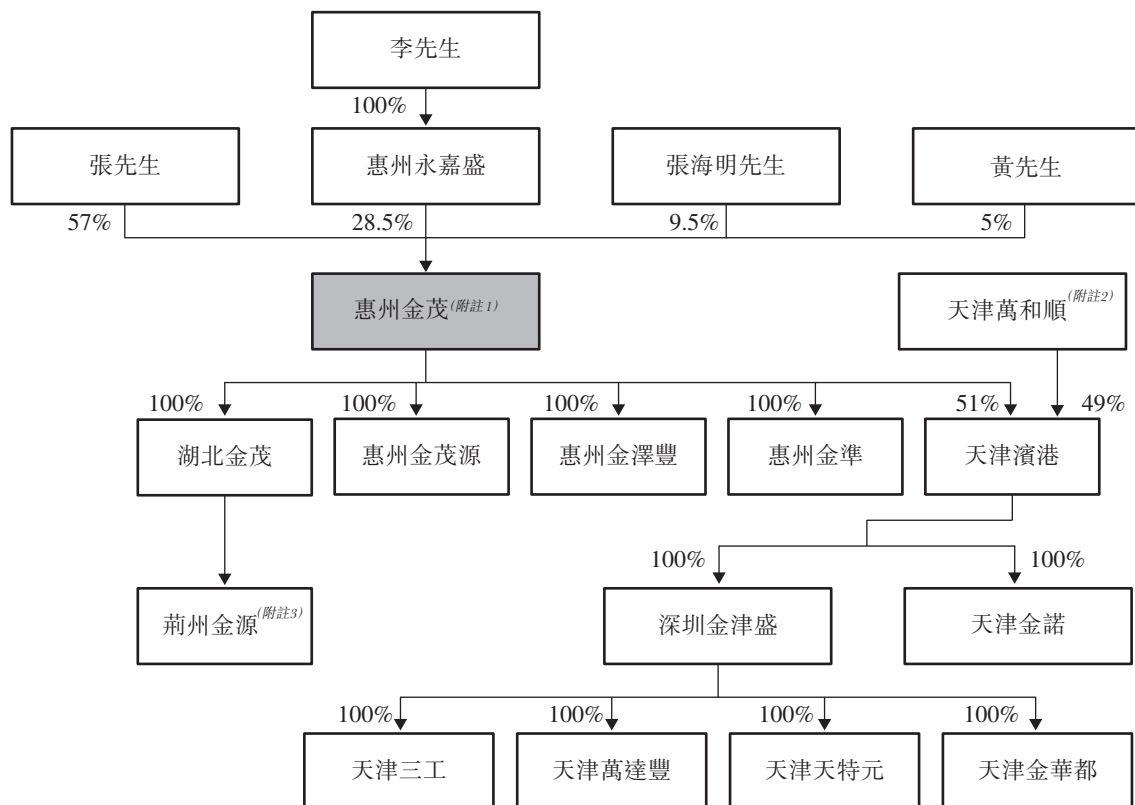 李先生
100%
張先生
惠州永嘉盛
張海明先生
黃先生
57%
28.5%
9.5%
5%
惠州金茂(附註1)
天津萬和順(附註2)
100%
100%
100%
100%
51%
49%
湖北金茂
惠州金茂源
惠州金澤豐
惠州金準
天津濱港
100%
100%
荊州金源(附註3)
深圳金津盛
天津金諾
100%
100%
100%
100%
天津三工
天津萬達豐
天津天特元
天津金華都